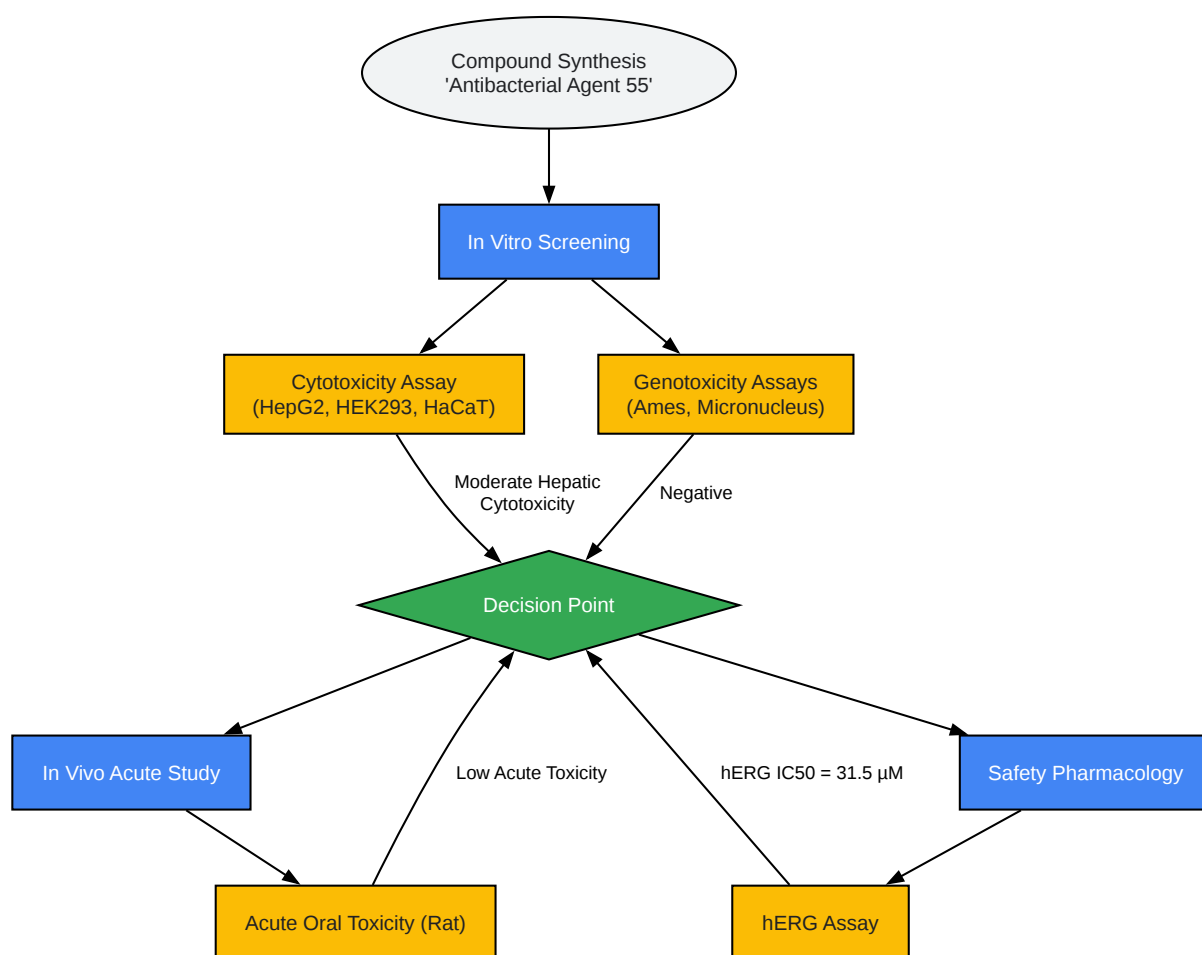 Compound Synthesis
'Antibacterial Agent 55'
In Vitro Screening
Cytotoxicity Assay
(HepG2, HEK293, HaCaT)
Genotoxicity Assays
(Ames, Micronucleus)
Moderate Hepatic
Cytotoxicity
Negative
Decision Point
In Vivo Acute Study
Low Acute Toxicity
hERG IC50 = 31.5 µM
Safety Pharmacology
Acute Oral Toxicity (Rat)
hERG Assay